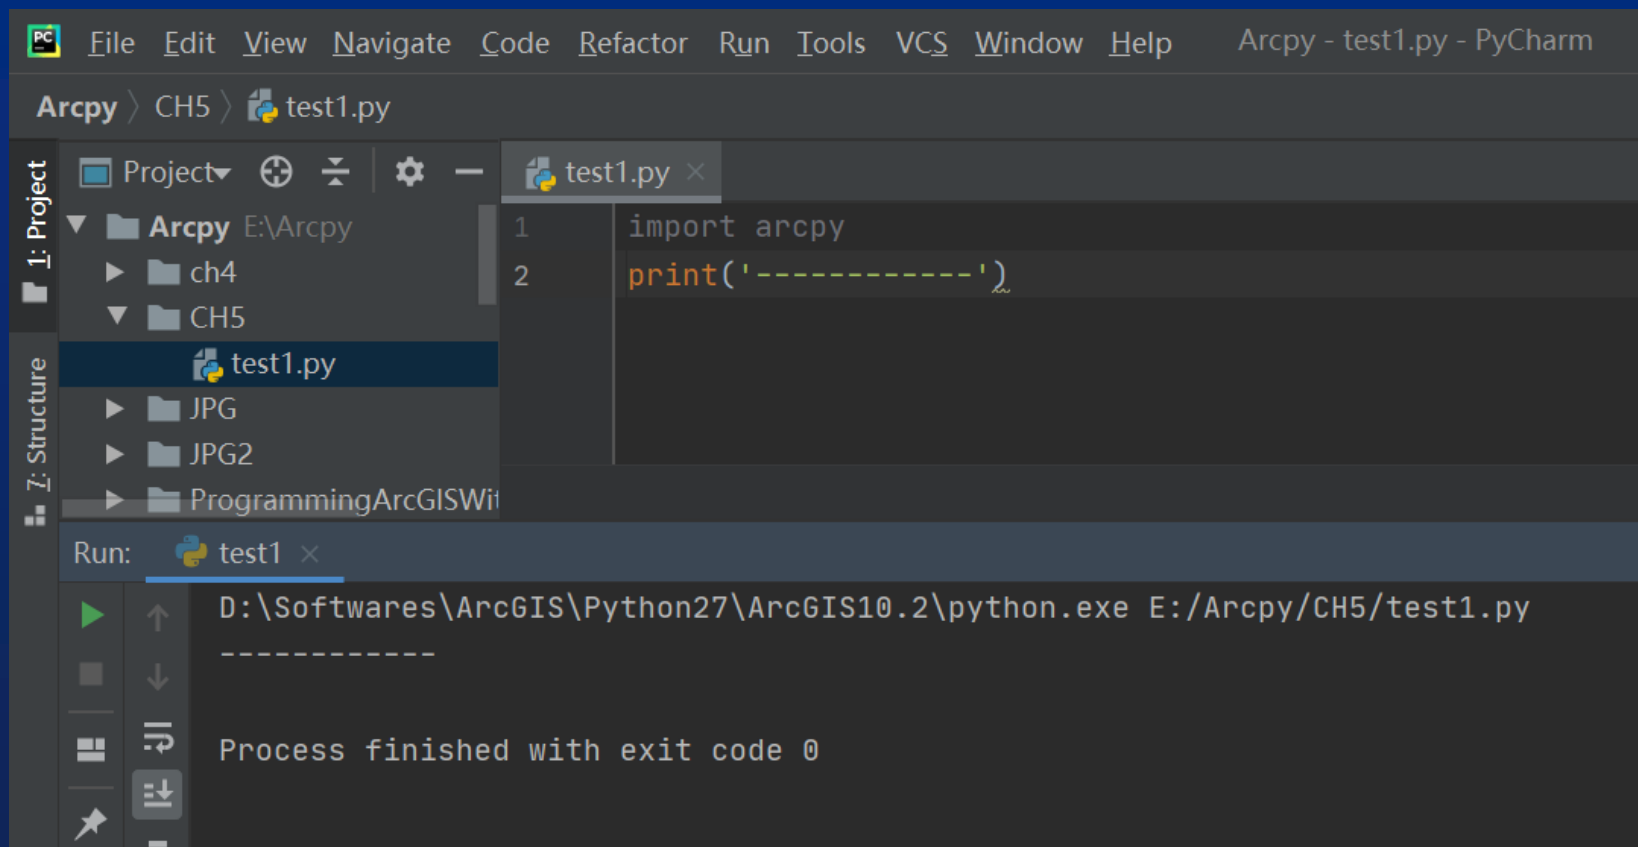 PC File Edit View Navigate Code Refactor Run Tools VCS Window Help Arcpy - test1.py - PyCharm
Arcpy CH5 test1.py
1: Project
7: Structure
Project
Arcpy E:\Arcpy
ch4
CH5
test1.py
JPG
JPG2
ProgrammingArcGISWit
test1.py
1 import arcpy
2 print('------------')
Run: test1
D:\Softwares\ArcGIS\Python27\ArcGIS10.2\python.exe E:/Arcpy/CH5/test1.py
------------
Process finished with exit code 0